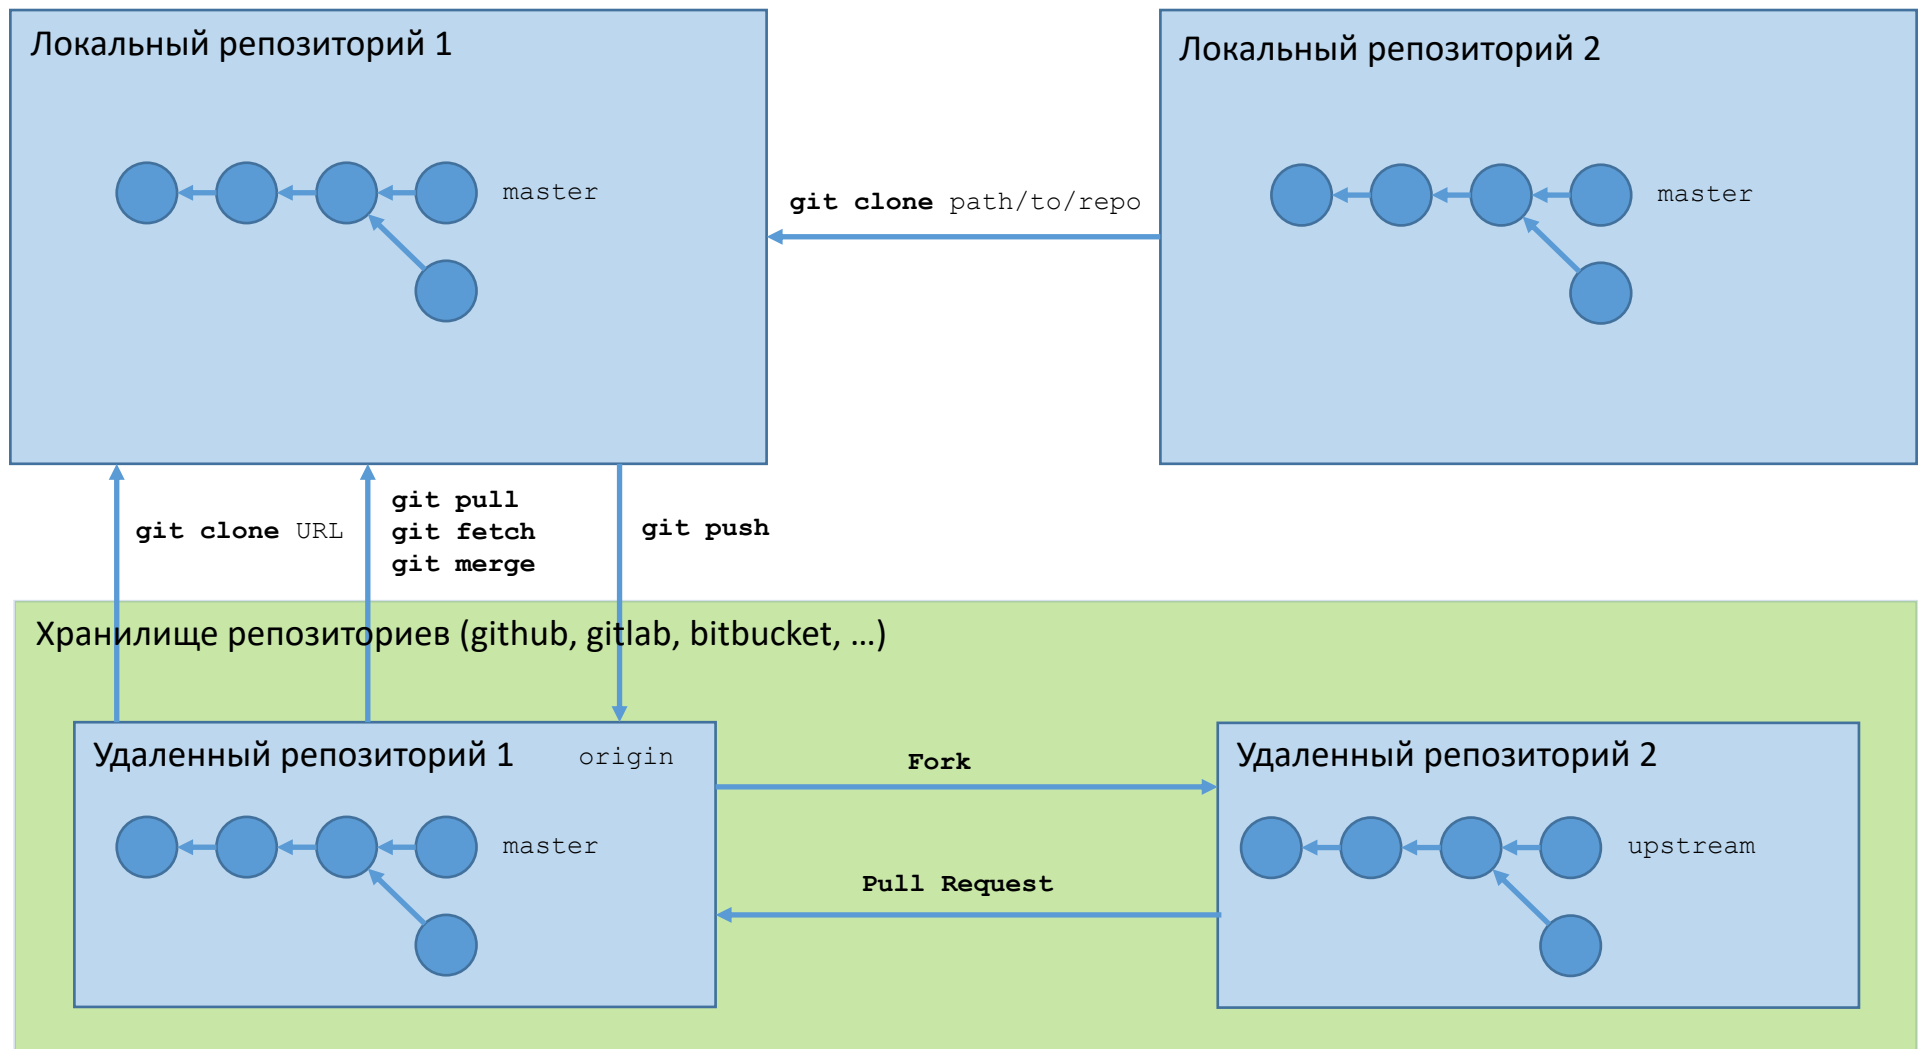 Локальный репозиторий 1
Локальный репозиторий 2
master
git clone path/to/repo
master
git clone URL
git pull
git fetch
git merge
git push
Хранилище репозиториев (github, gitlab, bitbucket, …)
Удаленный репозиторий 1
origin
Fork
Удаленный репозиторий 2
master
upstream
Pull Request